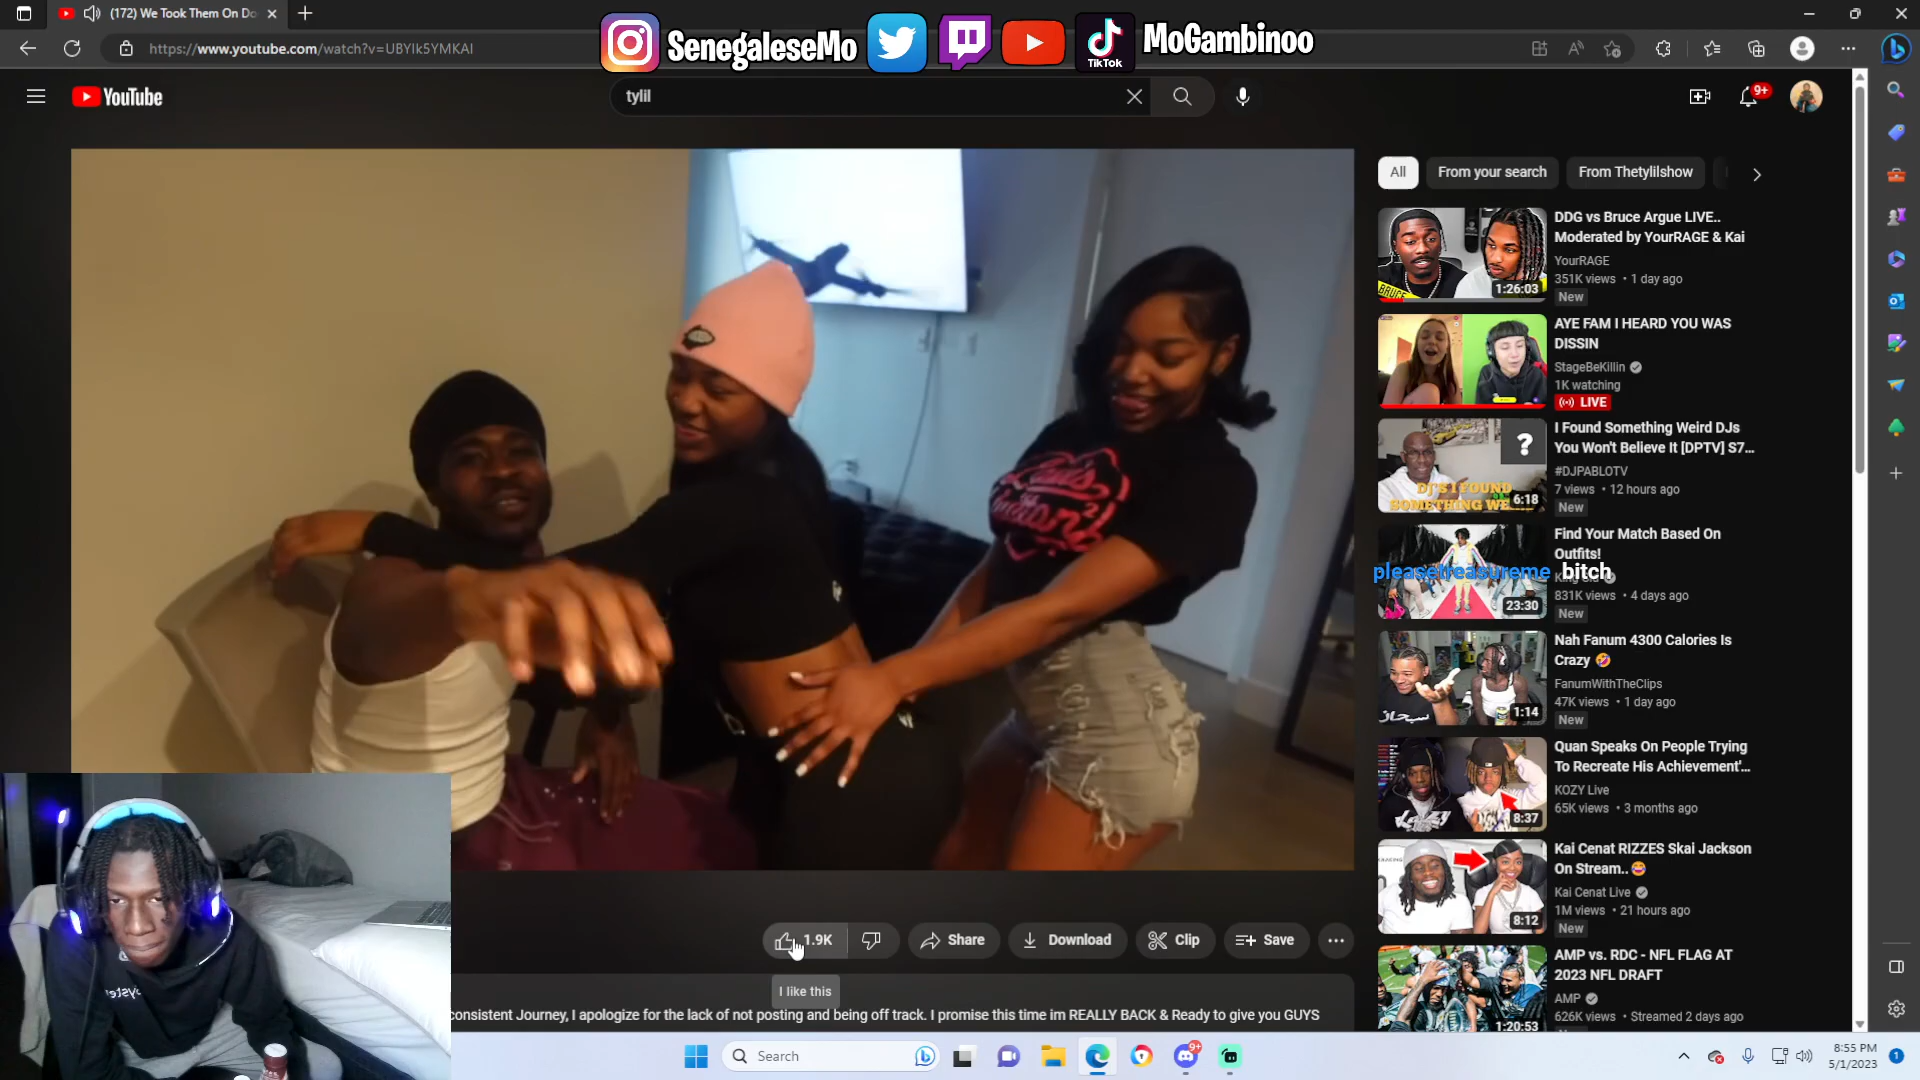 (172) We Took Them On Do
https://www.youtube.com/watch?v=UBYIk5YMKAI
SenegaleseMo
TikTok
MoGambinoo
YouTube
tylil
9+
All
From your search
From Thetylilshow
DDG vs Bruce Argue LIVE..
Moderated by YourRAGE & Kai
YourRAGE
351K views • 1 day ago
New
BRUCE
1:26:03
AYE FAM I HEARD YOU WAS
DISSIN
StageBeKillin
1K watching
LIVE
I Found Something Weird DJs
You Won't Believe It [DPTV] S7...
#DJPABLOTV
7 views • 12 hours ago
New
?
DJ'S I FOUND
SOMETHING WE....
6:18
Find Your Match Based On
Outfits!
pleasetreasureme bitch
831K views • 4 days ago
New
23:30
Nah Fanum 4300 Calories Is
Crazy 🤣
FanumWithTheClips
47K views • 1 day ago
New
1:14
Quan Speaks On People Trying
To Recreate His Achievement'...
KOZY Live
65K views • 3 months ago
8:37
Kai Cenat RIZZES Skai Jackson
On Stream..😂
Kai Cenat Live
1M views • 21 hours ago
New
8:12
AMP vs. RDC - NFL FLAG AT
2023 NFL DRAFT
AMP
626K views • Streamed 2 days ago
1:20:53
1.9K
Share
Download
Clip
Save
I like this
consistent Journey, I apologize for the lack of not posting and being off track. I promise this time im REALLY BACK & Ready to give you GUYS
Search
9+
8:55 PM
5/1/2023
1